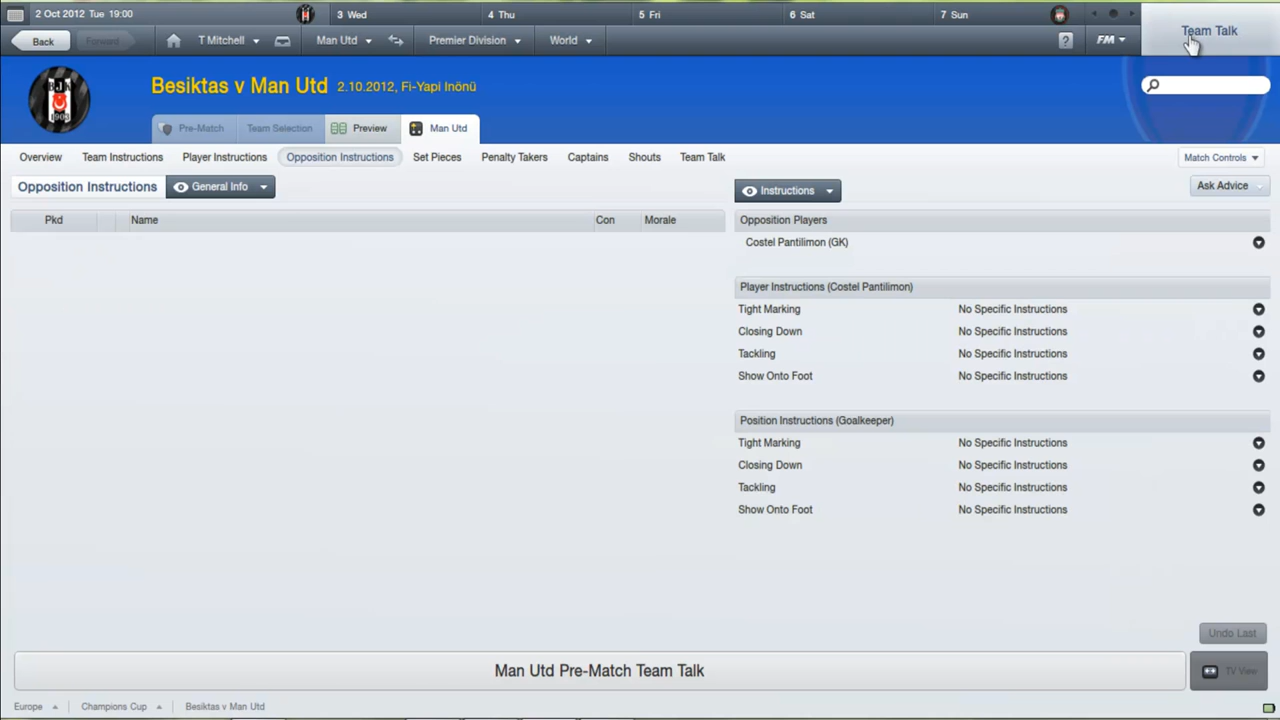 2 Oct 2012 Tue 19:00 3 Wed 4 Thu 5 Fri 6 Sat 7 Sun
Back Forward T Mitchell Man Utd Premier Division World ? FM Team Talk
BJK
1903
Besiktas v Man Utd 2.10.2012, Fi-Yapi Inönü
Pre-Match Team Selection Preview Man Utd
Overview Team Instructions Player Instructions Opposition Instructions Set Pieces Penalty Takers Captains Shouts Team Talk Match Controls
Opposition Instructions General Info Instructions Ask Advice
Pkd Name Con Morale Opposition Players
Costel Pantilimon (GK)
Player Instructions (Costel Pantilimon)
Tight Marking No Specific Instructions
Closing Down No Specific Instructions
Tackling No Specific Instructions
Show Onto Foot No Specific Instructions
Position Instructions (Goalkeeper)
Tight Marking No Specific Instructions
Closing Down No Specific Instructions
Tackling No Specific Instructions
Show Onto Foot No Specific Instructions
Undo Last
Man Utd Pre-Match Team Talk TV View
Europe Champions Cup Besiktas v Man Utd